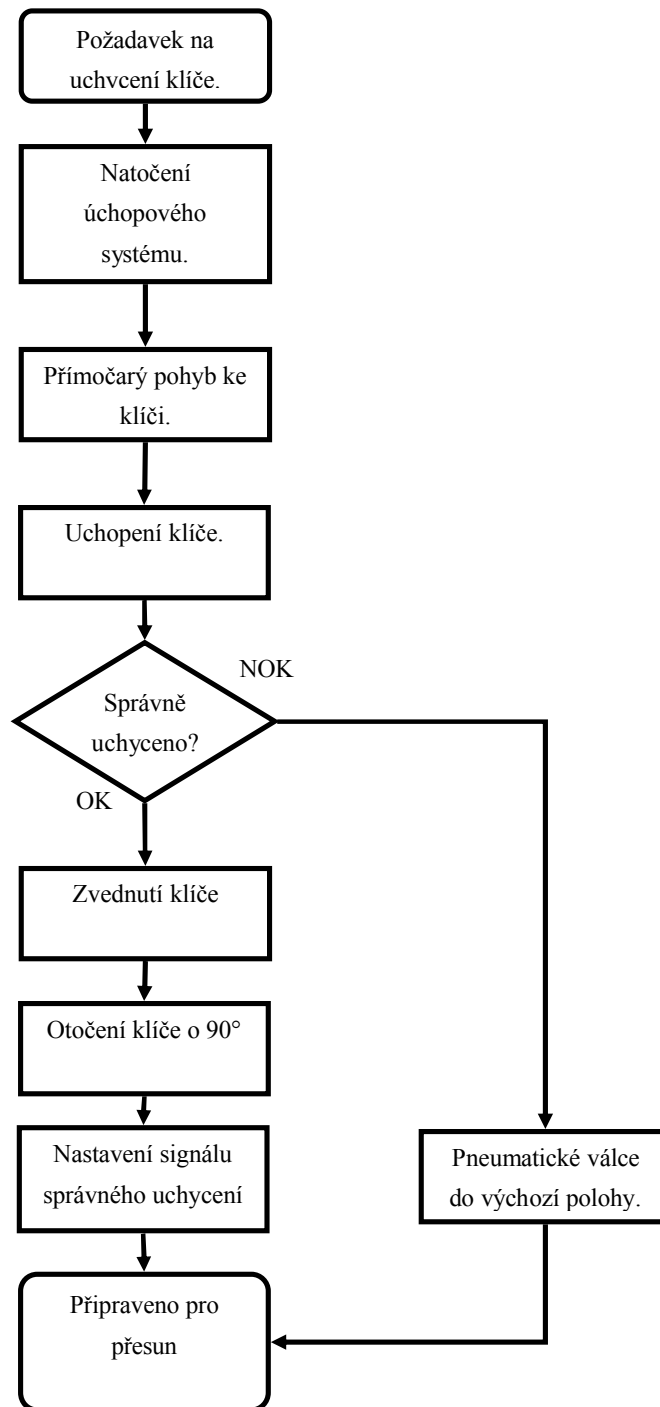 Požadavek na
uchvcení klíče.
Natočení
úchopového
systému.
Přímočarý pohyb ke
klíči.
Uchopení klíče.
NOK
Správně
uchyceno?
OK
Zvednutí klíče
Otočení klíče o 90°
Nastavení signálu
správného uchycení
Pneumatické válce
do výchozí polohy.
Připraveno pro
přesun